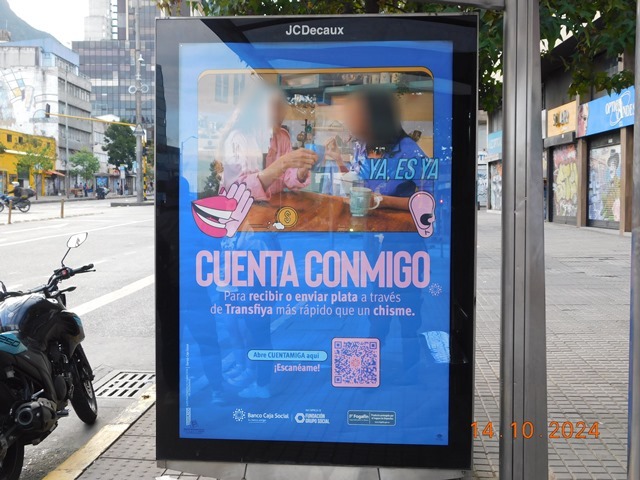 JCDecaux
YA, ES YA
CUENTA CONMIGO
Para recibir o enviar plata a través
de Transfiya más rápido que un chisme.
Abre CUENTAMIGA aquí
¡Escanéame!
Banco Caja Social
FUNDACIÓN
GRUPO SOCIAL
Fogafín
14.10.2024